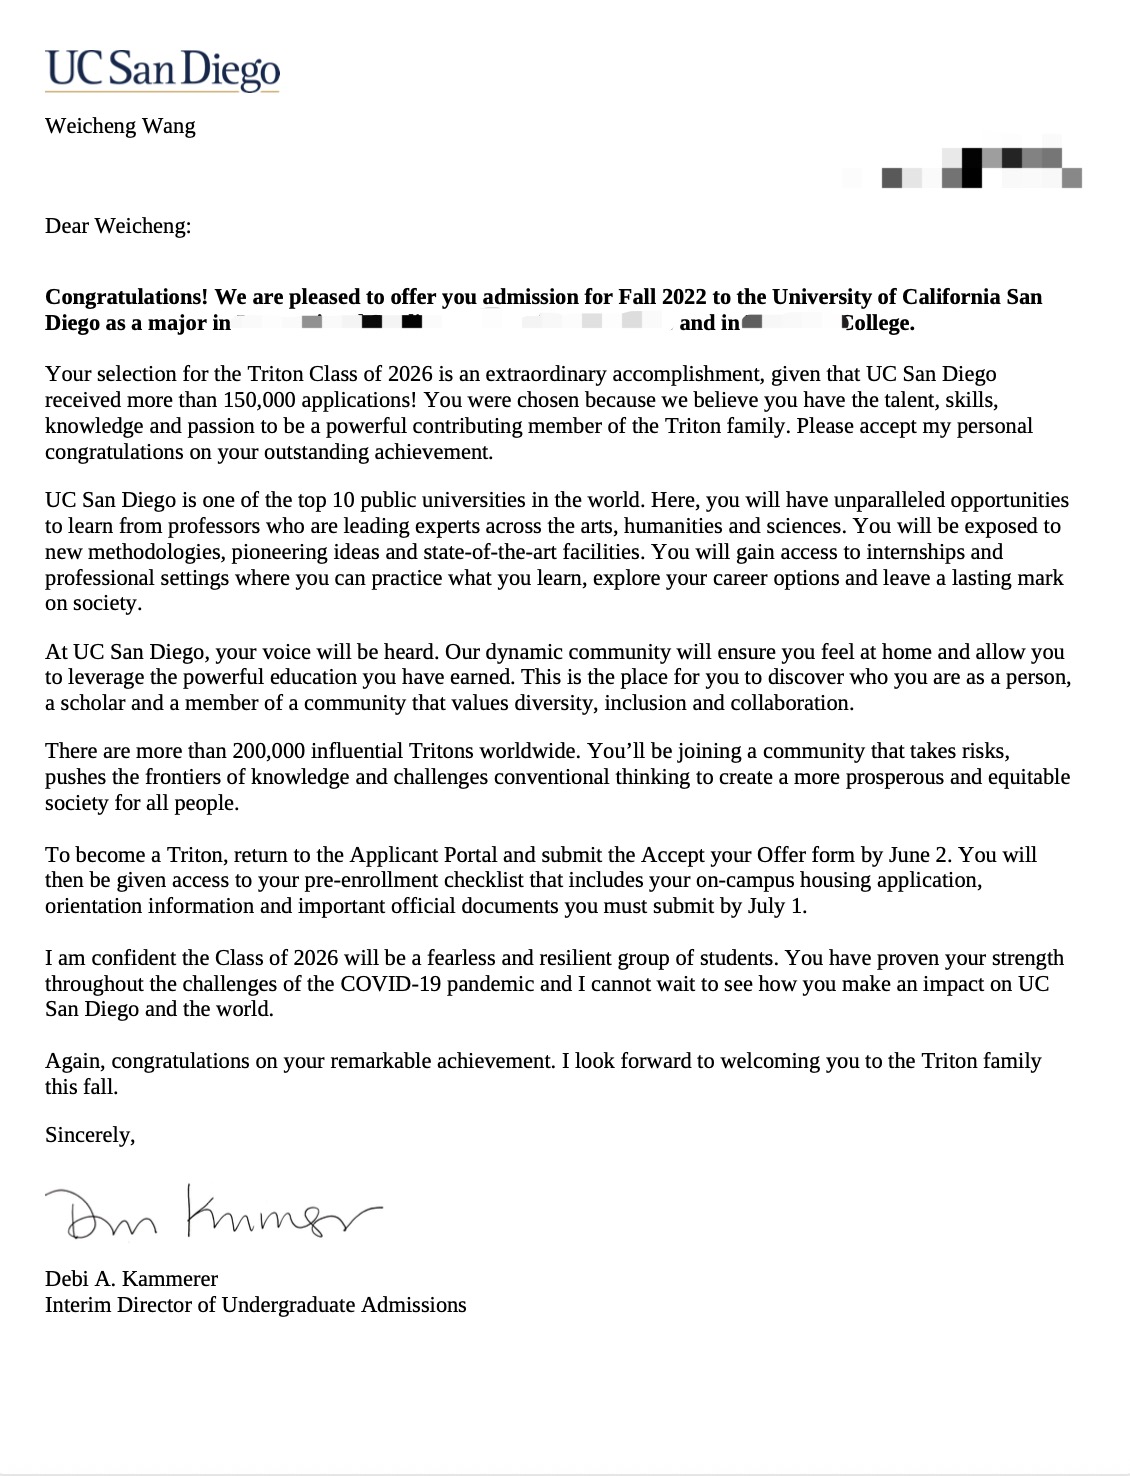 UC San Diego
Weicheng Wang
Dear Weicheng:
Congratulations! We are pleased to offer you admission for Fall 2022 to the University of California San
Diego as a major in and in College.
Your selection for the Triton Class of 2026 is an extraordinary accomplishment, given that UC San Diego
received more than 150,000 applications! You were chosen because we believe you have the talent, skills,
knowledge and passion to be a powerful contributing member of the Triton family. Please accept my personal
congratulations on your outstanding achievement.
UC San Diego is one of the top 10 public universities in the world. Here, you will have unparalleled opportunities
to learn from professors who are leading experts across the arts, humanities and sciences. You will be exposed to
new methodologies, pioneering ideas and state-of-the-art facilities. You will gain access to internships and
professional settings where you can practice what you learn, explore your career options and leave a lasting mark
on society.
At UC San Diego, your voice will be heard. Our dynamic community will ensure you feel at home and allow you
to leverage the powerful education you have earned. This is the place for you to discover who you are as a person,
a scholar and a member of a community that values diversity, inclusion and collaboration.
There are more than 200,000 influential Tritons worldwide. You’ll be joining a community that takes risks,
pushes the frontiers of knowledge and challenges conventional thinking to create a more prosperous and equitable
society for all people.
To become a Triton, return to the Applicant Portal and submit the Accept your Offer form by June 2. You will
then be given access to your pre-enrollment checklist that includes your on-campus housing application,
orientation information and important official documents you must submit by July 1.
I am confident the Class of 2026 will be a fearless and resilient group of students. You have proven your strength
throughout the challenges of the COVID-19 pandemic and I cannot wait to see how you make an impact on UC
San Diego and the world.
Again, congratulations on your remarkable achievement. I look forward to welcoming you to the Triton family
this fall.
Sincerely,
Debi A. Kammerer
Interim Director of Undergraduate Admissions